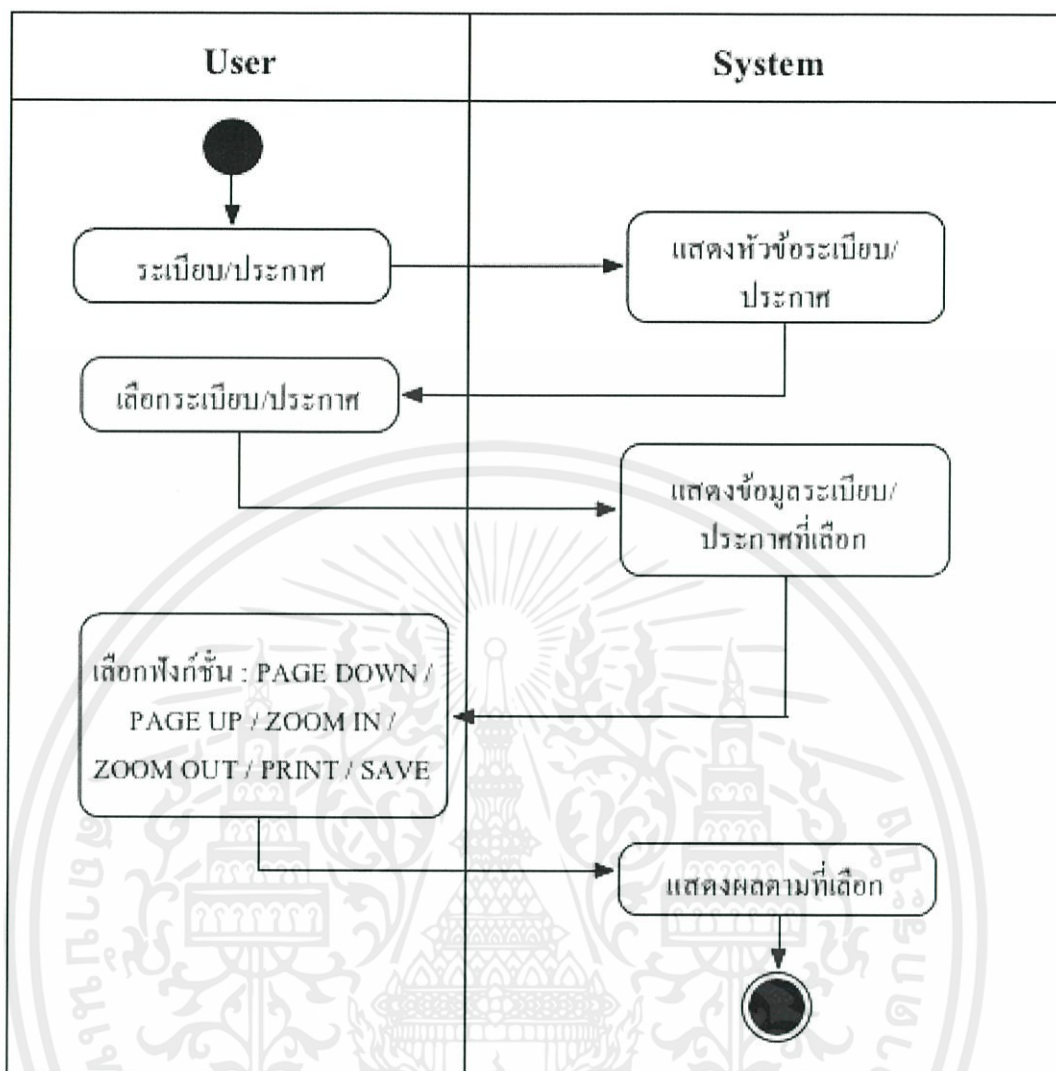 User
System
ระเบียบ/ประกาศ
แสดงหัวข้อระเบียบ/
ประกาศ
เลือกระเบียบ/ประกาศ
แสดงข้อมูลระเบียบ/
ประกาศที่เลือก
เลือกฟังก์ชั่น : PAGE DOWN /
PAGE UP / ZOOM IN /
ZOOM OUT / PRINT / SAVE
แสดงผลตามที่เลือก